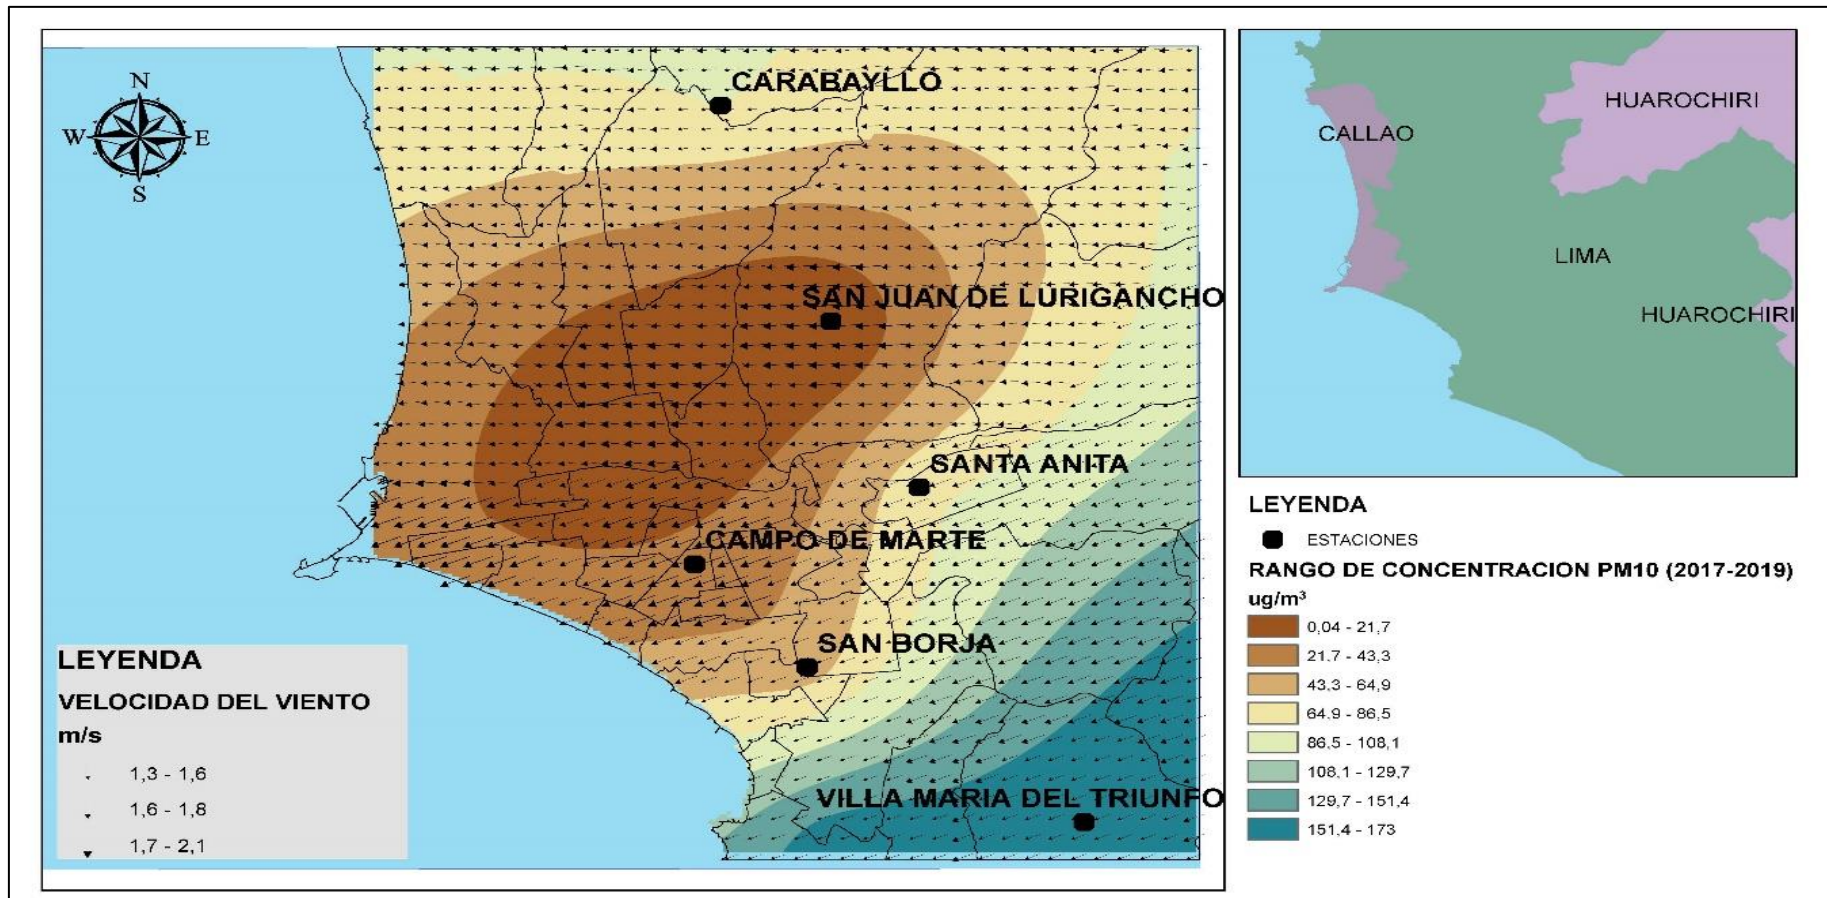 N
W E
S
CARABAYLLO
SAN JUAN DE LURIGANCHO
SANTA ANITA
CAMPO DE MARTE
SAN BORJA
VILLA MARIA DEL TRIUNFO
LEYENDA
VELOCIDAD DEL VIENTO
m/s
1,3 - 1,6
1,6 - 1,8
1,7 - 2,1
HUAROCHIRI
CALLAO
LIMA
HUAROCHIRI
LEYENDA
ESTACIONES
RANGO DE CONCENTRACION PM10 (2017-2019)
ug/m³
0,04 - 21,7
21.7 - 43,3
43.3 - 64,9
64.9 - 86,5
86.5 - 108,1
108,1 - 129,7
129,7 - 151,4
151,4 - 173